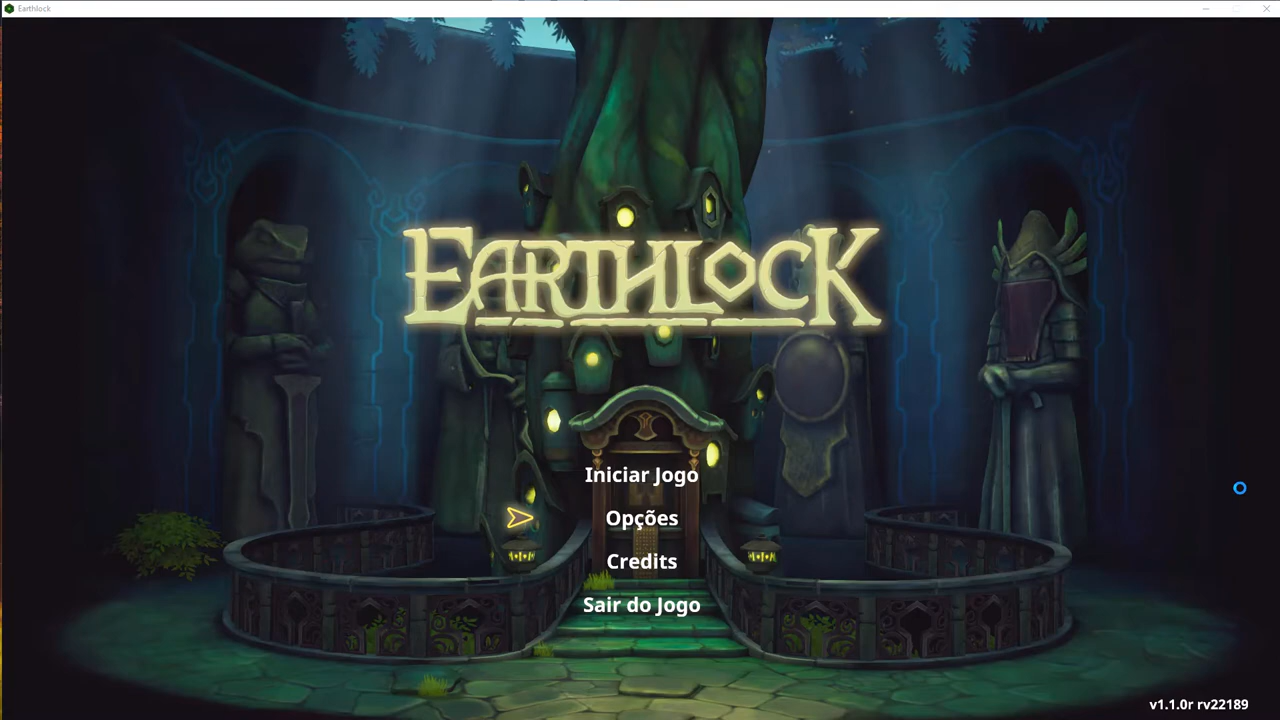 Earthlock
EARTHLOCK
Iniciar Jogo
Opções
Credits
Sair do Jogo
v1.1.0r rv22189